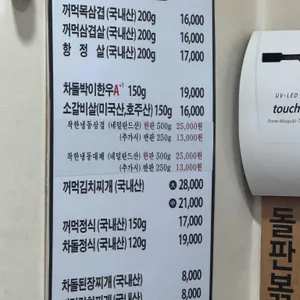 꺼먹목삼겹(국내산)200g 16,000
꺼먹삼겹살(국내산)200g 16,000
항 정 살(국내산)200g 17,000
차돌박이한우A⁺⁺ 150g 19,000
소갈비살(미국산,호주산) 150g 16,000
착한냉동삼겹 (네덜란드산) 한판 500g 25,000원
(추가시) 반판 250g 13,000원
착한냉동대패 (네덜란드산) 한판 500g 25,000원
(추가시) 반판 250g 13,000원
꺼먹김치찌개(국내산) 大 28,000
小 21,000
꺼먹정식(국내산)150g 17,000
차돌정식(국내산)120g 19,000
차돌된장찌개(국내산) 8,000
8,000
touch
UV-LED
돌판본